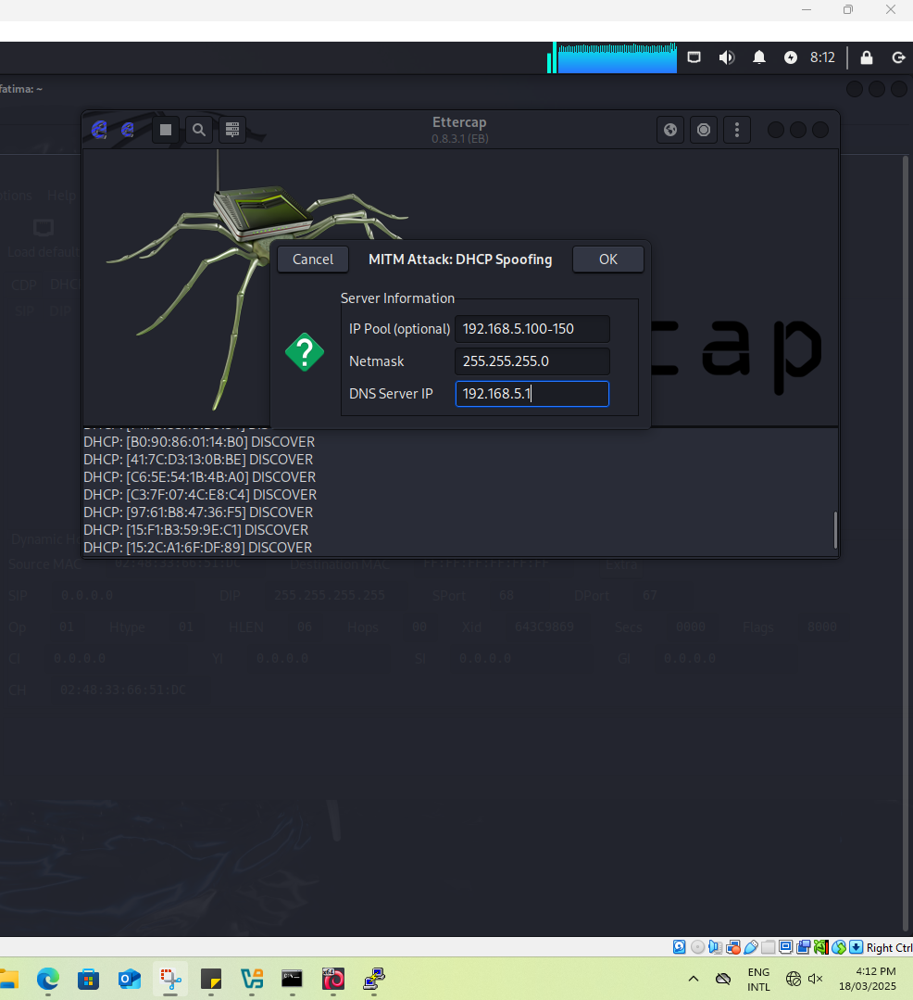 8:12
fatima: ~
Ettercap
0.8.3.1 (EB)
Help
Load default
CDP DHCP
SIP DIP
cap
Cancel MITM Attack: DHCP Spoofing OK
Server Information
IP Pool (optional) 192.168.5.100-150
Netmask 255.255.255.0
DNS Server IP 192.168.5.1
DHCP: [B0:90:86:01:14:B0] DISCOVER
DHCP: [41:7C:D3:13:0B:BE] DISCOVER
DHCP: [C6:5E:54:1B:4B:A0] DISCOVER
DHCP: [C3:7F:07:4C:E8:C4] DISCOVER
DHCP: [97:61:B8:47:36:F5] DISCOVER
DHCP: [15:F1:B3:59:9E:C1] DISCOVER
DHCP: [15:2C:A1:6F:DF:89] DISCOVER
Dynamic H
Source MAC 02:48:33:66:51:DC Destination MAC FF:FF:FF:FF:FF:FF Extra
SIP 0.0.0.0 DIP 255.255.255.255 SPort 68 DPort 67
Op 01 Htype 01 HLEN 06 Hops 00 Xid 643C9869 Secs 0000 Flags 8000
CI 0.0.0.0 YI 0.0.0.0 SI 0.0.0.0 GI 0.0.0.0
CH 02:48:33:66:51:DC
Right Ctrl
ENG
INTL
4:12 PM
18/03/2025